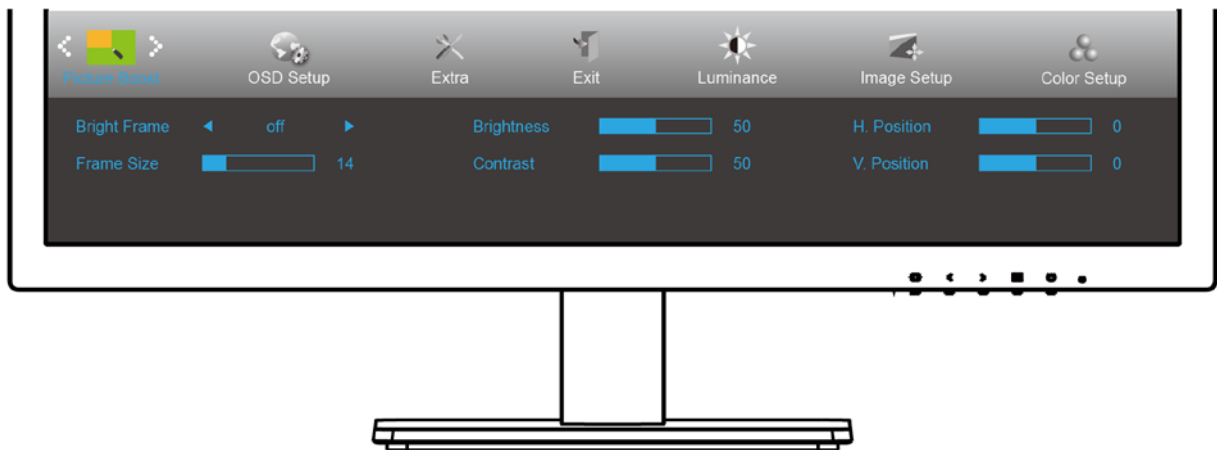 Picture Boost
OSD Setup
Extra
Exit
Luminance
Image Setup
Color Setup
Bright Frame off Brightness 50 H. Position 0
Frame Size 14 Contrast 50 V. Position 0